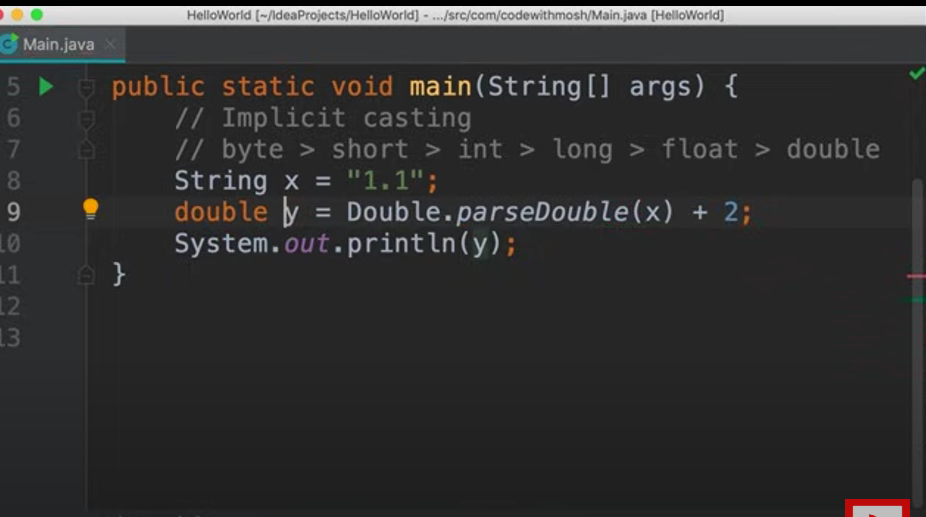 HelloWorld [~/IdeaProjects/HelloWorld] - .../src/com/codewithmosh/Main.java [HelloWorld]
Main.java
5 public static void main(String[] args) {
6 // Implicit casting
7 // byte > short > int > long > float > double
8 String x = "1.1";
9 double y = Double.parseDouble(x) + 2;
10 System.out.println(y);
11 }
12
13